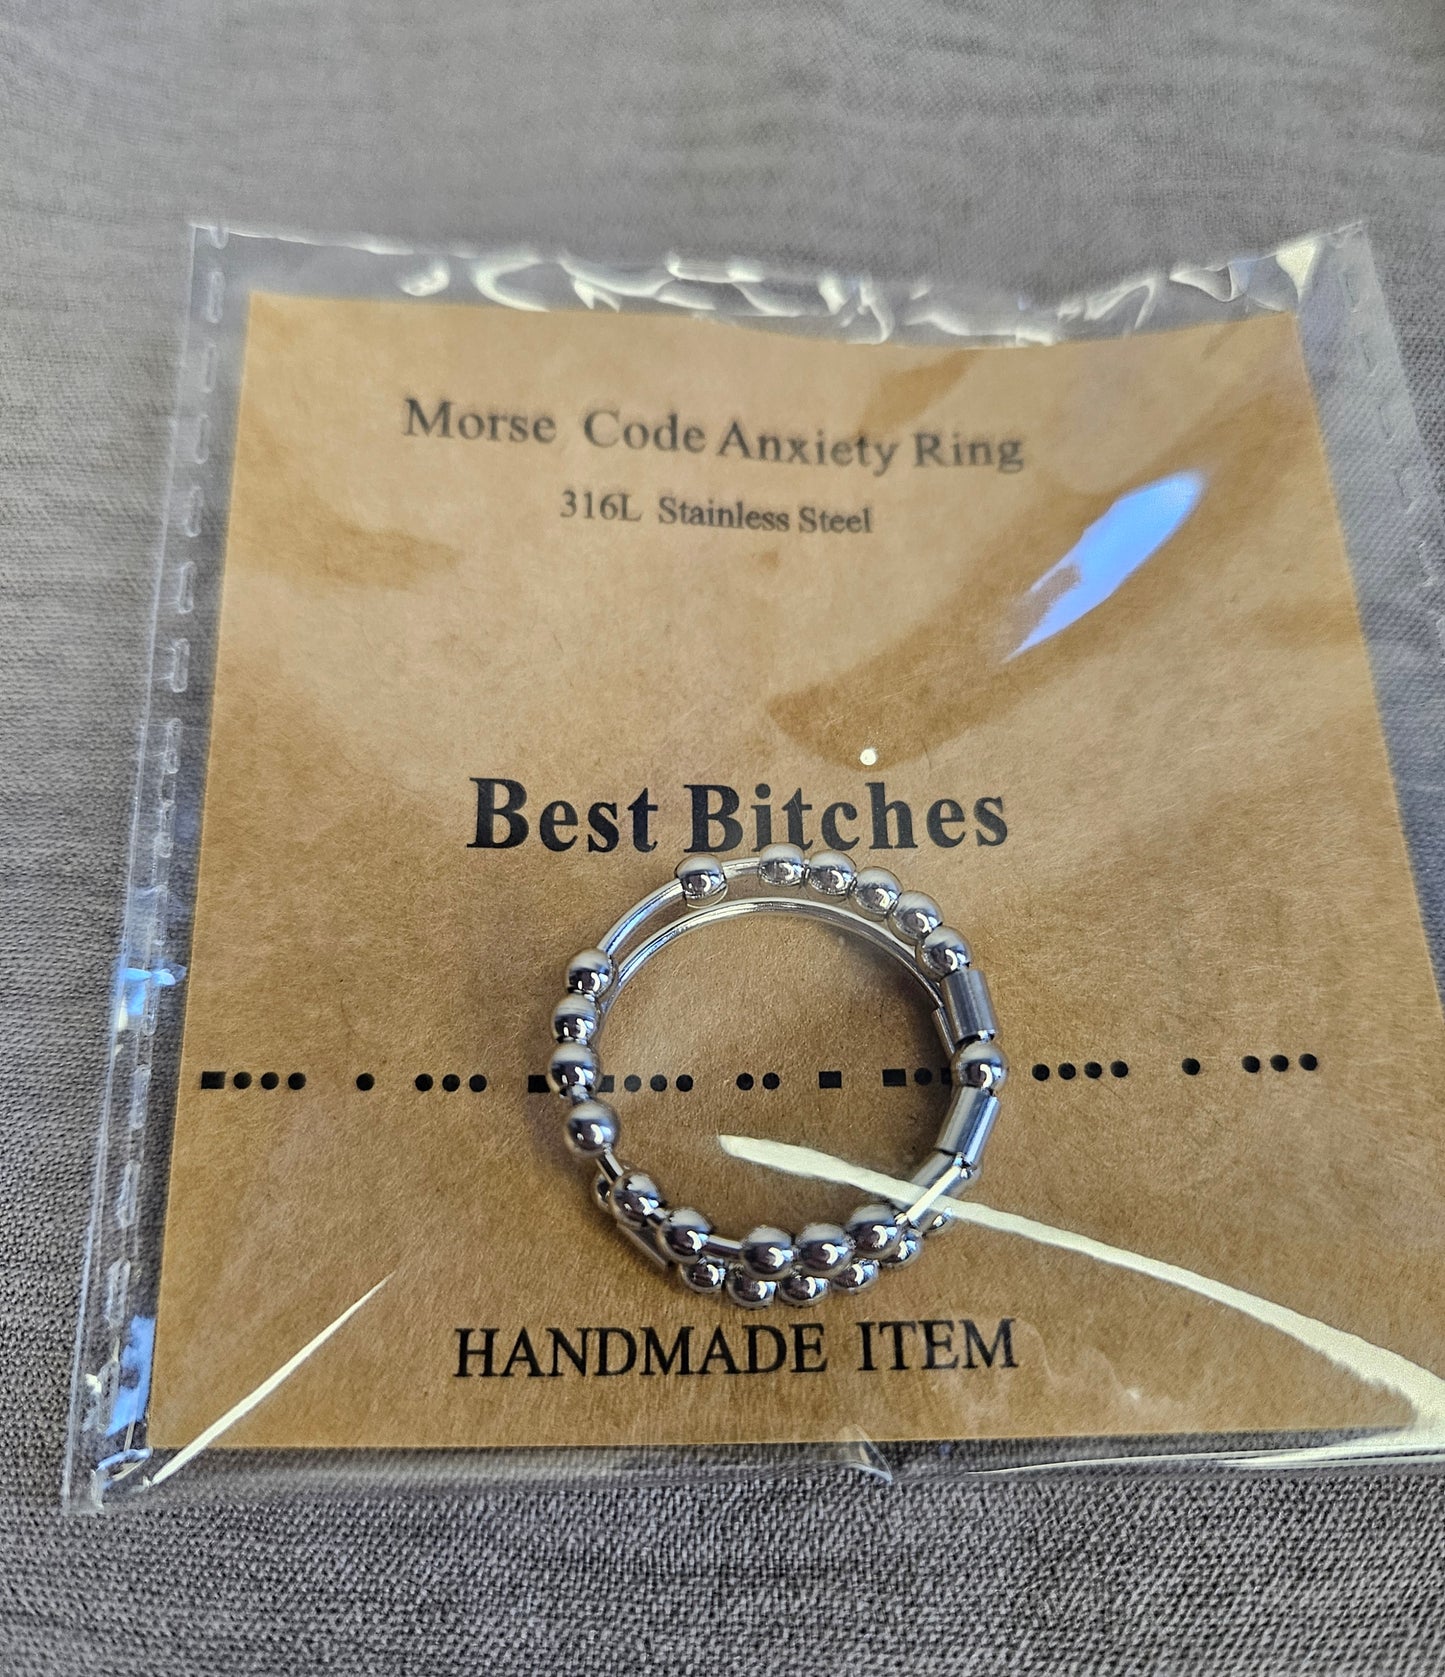 Morse Code Anxiety Ring
316L Stainless Steel
Best Bitches
HANDMADE ITEM